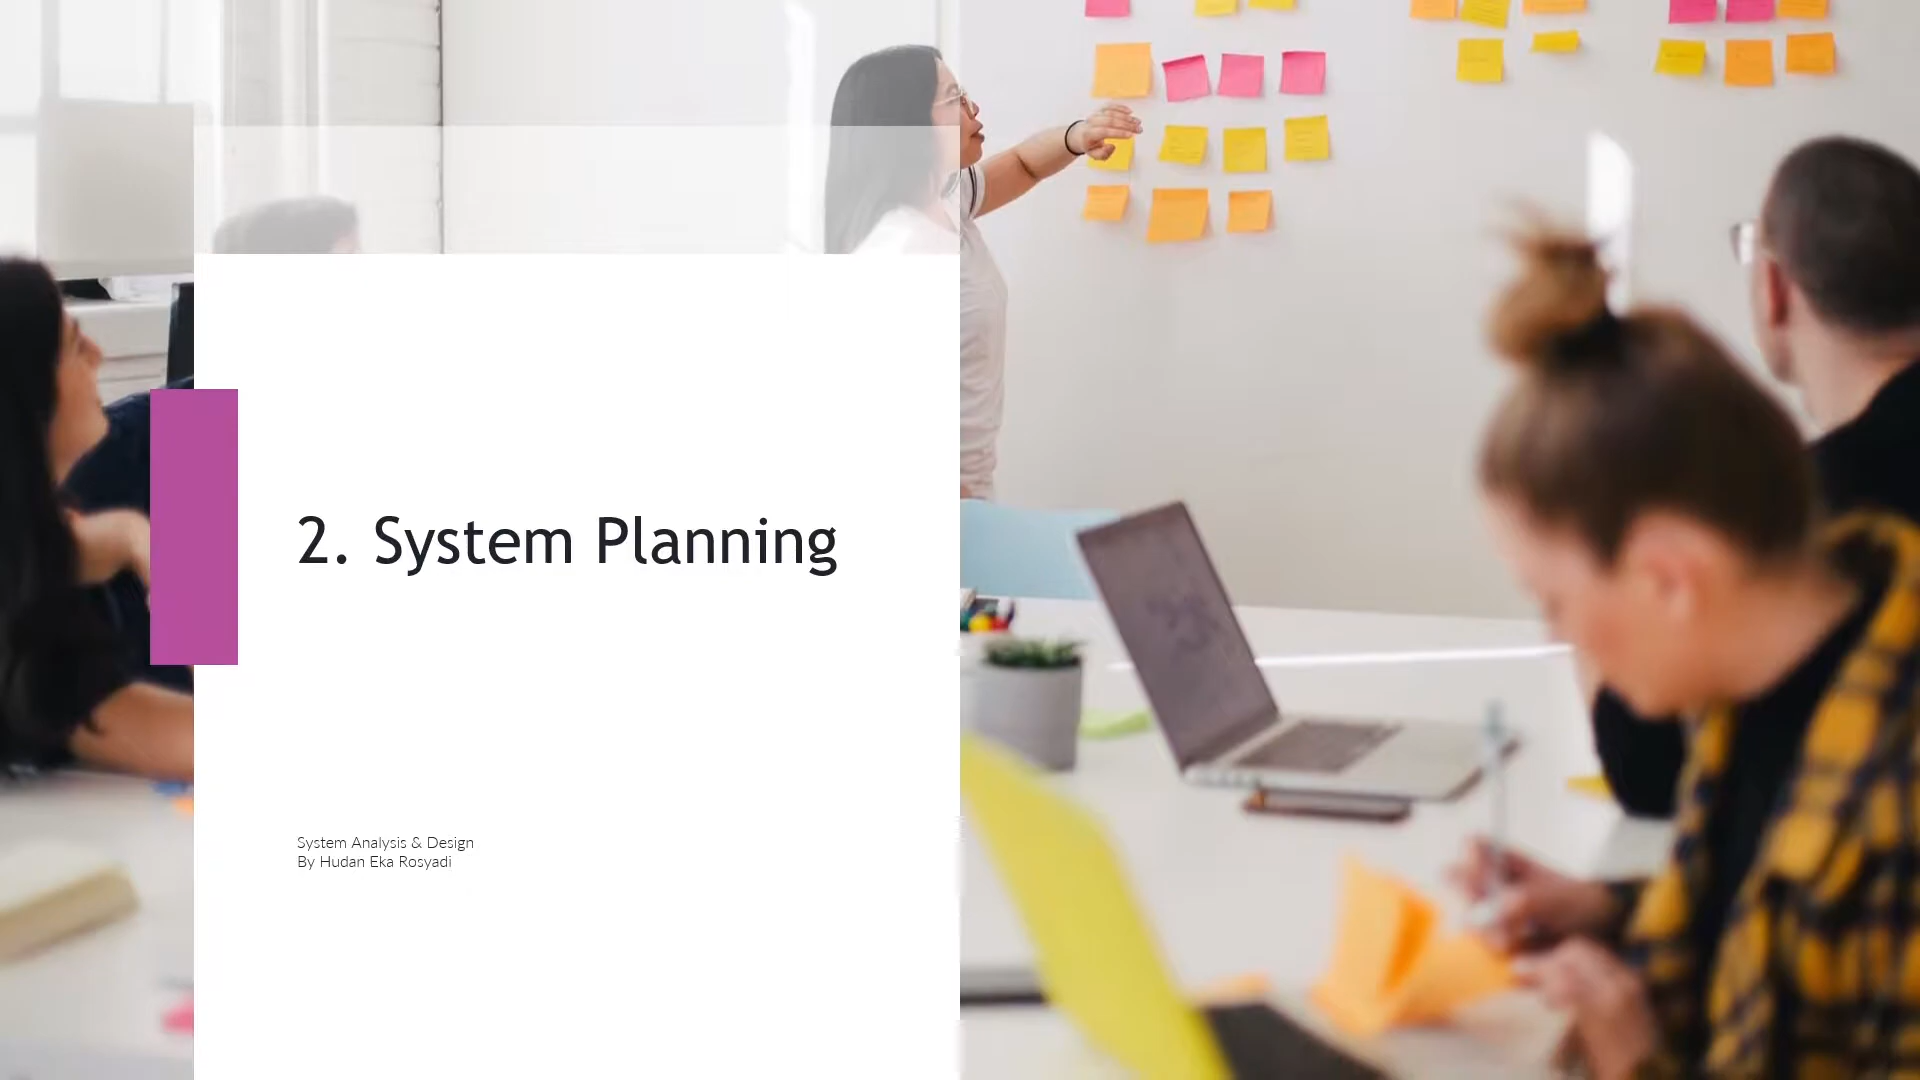 2. System Planning
System Analysis & Design
By Hudan Eka Rosyadi